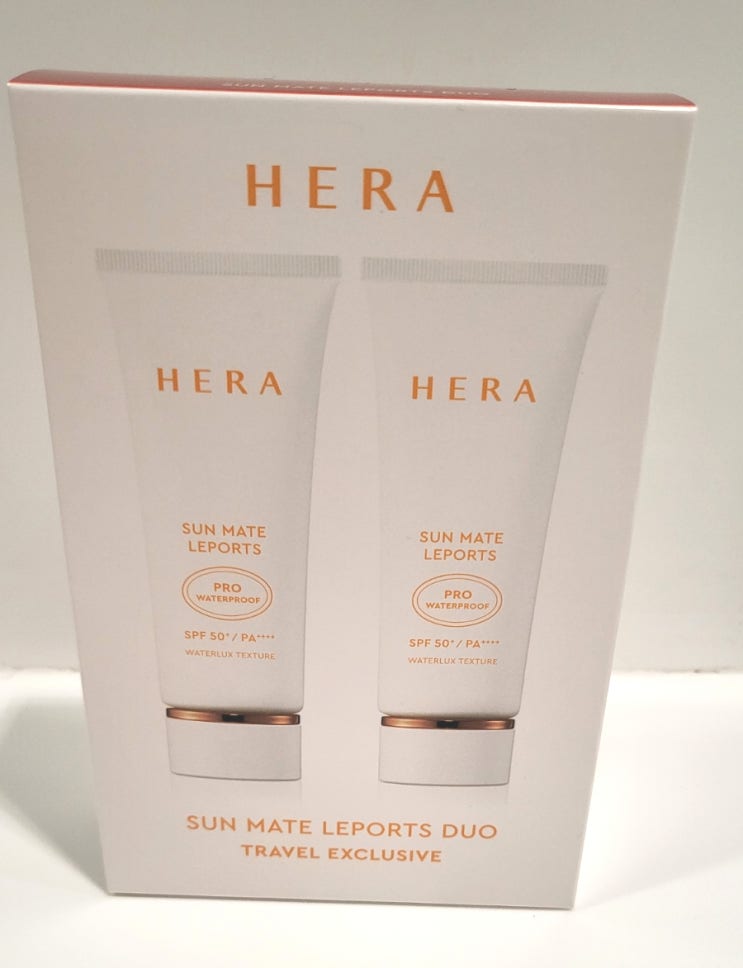 SUN MATE LEPORTS DUO
HERA
HERA
SUN MATE
LEPORTS
PRO
WATERPROOF
SPF 50+ / PA++++
WATERLUX TEXTURE
HERA
SUN MATE
LEPORTS
PRO
WATERPROOF
SPF 50+ / PA++++
WATERLUX TEXTURE
SUN MATE LEPORTS DUO
TRAVEL EXCLUSIVE